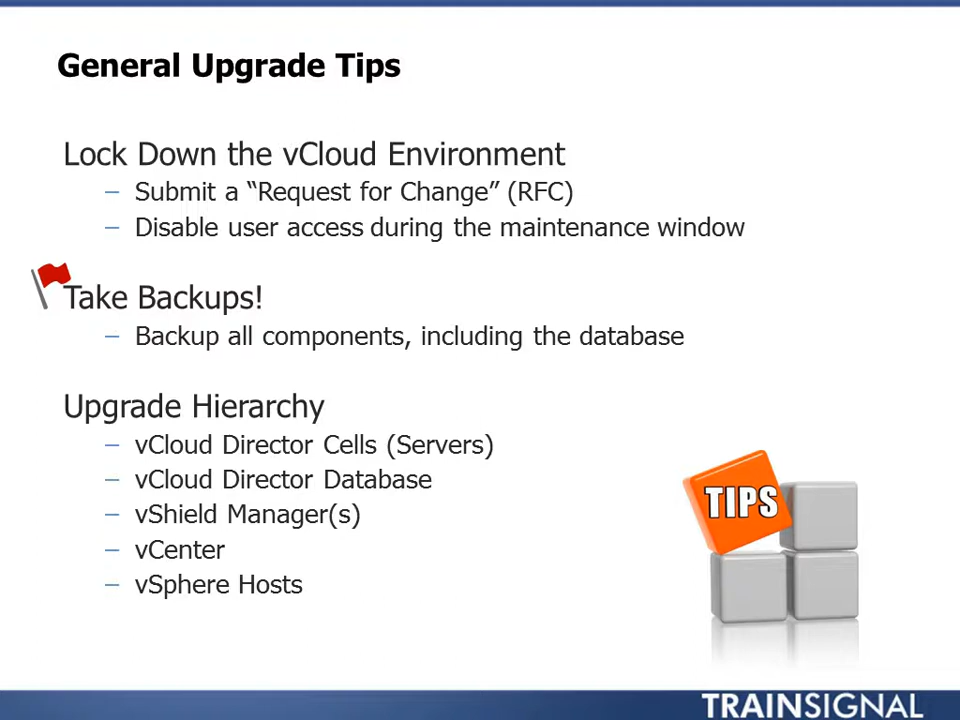 General Upgrade Tips
Lock Down the vCloud Environment
– Submit a “Request for Change” (RFC)
– Disable user access during the maintenance window
Take Backups!
– Backup all components, including the database
Upgrade Hierarchy
– vCloud Director Cells (Servers)
– vCloud Director Database
– vShield Manager(s)
– vCenter
– vSphere Hosts
TIPS
TRAINSIGNAL